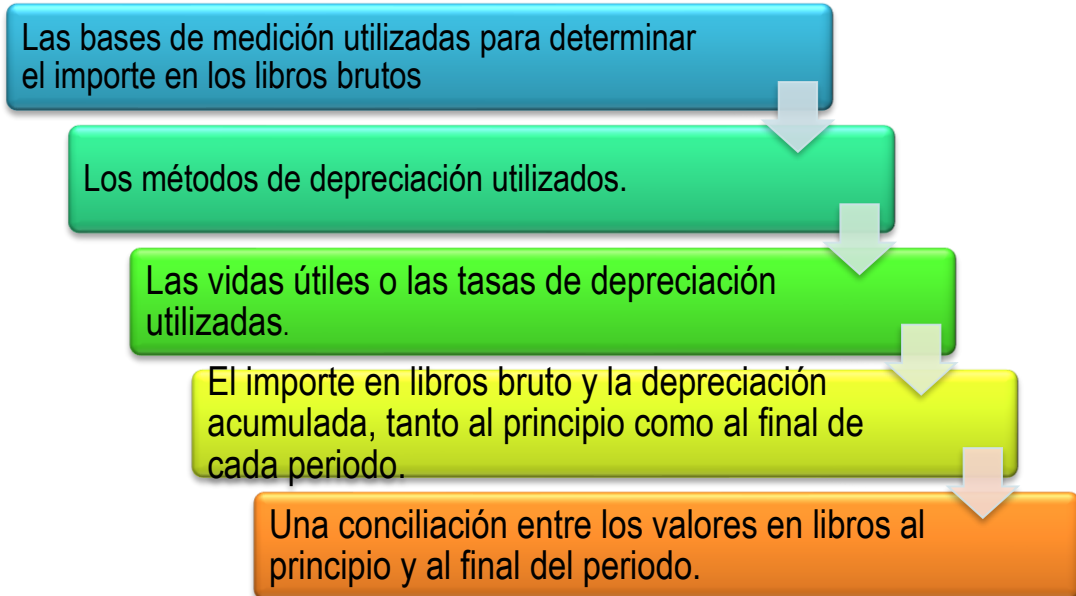 Las bases de medición utilizadas para determinar
el importe en los libros brutos
Los métodos de depreciación utilizados.
Las vidas útiles o las tasas de depreciación
utilizadas.
El importe en libros bruto y la depreciación
acumulada, tanto al principio como al final de
cada periodo.
Una conciliación entre los valores en libros al
principio y al final del periodo.